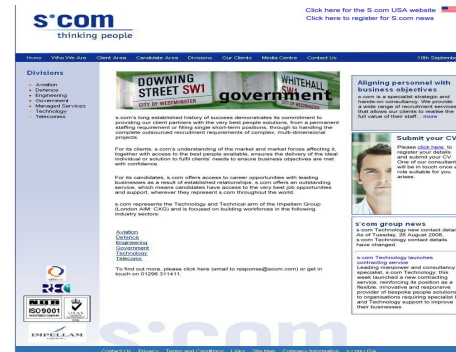 Click here for the S.com USA website
Click here to register for S.com news
s·com
thinking people
Home Who We Are Client Area Candidate Area Divisions Our Clients Media Centre Contact Us 10th Septembe
Divisions
Aviation
Defence
Engineering
Government
Managed Services
Technology
Telecomms
DOWNING
STREET SW1
CITY OF WESTMINSTER
WHITEHALL
SW1
CITY OF WESTMINSTER
government
s.com's long established history of success demonstrates its commitment to
providing our client partners with the very best people solutions, from a permanent
staffing requirement or filling single short-term positions, through to handling the
complete outsourced recruitment requirements of complex, multi-dimensional
projects.
For its clients, s.com's understanding of the market and market forces affecting it,
together with access to the best people available, ensures the delivery of the ideal
individual or solution to fulfil clients' needs to ensure business objectives are met
with confidence.
For its candidates, s.com offers access to career opportunities with leading
businesses as a result of established relationships. s.com offers an outstanding
service, which means candidates have access to the very best job opportunities
and support, wherever they represent s.com throughout the world.
s.com represents the Technology and Technical arm of the Impellam Group
(London AIM: CXG) and is focused on building workforces in the following
industry sectors:
Aviation
Defence
Engineering
Government
Technology
Telecoms
To find out more, please click here (email to response@scom.com) or get in
touch on 01296 311411.
Aligning personnel with
business objectives
s.com is a specialist strategic and
hands-on consultancy. We provide
a wide range of recruitment services
that allows our clients to realise the
full value of their staff... more
Submit your CV
Please click here, to
register your details
and submit your CV.
One of our consultant
will be in touch once a
role suitable for you
arises.
s·com group news
s.com Technology new contact detai
As of Tuesday, 26 August 2008,
s.com Technology contact details
have changed.
s.com Technology launches
contracting service
Leading manpower and consultancy
specialist, s.com Technology, this
week launched a new contracting
service, reinforcing its position as a
flexible, innovative and responsive
provider of bespoke people solutions
to organisations requiring specialist I
and Technology support to improve
their businesses.
REC
ISO9001
IMPELLAM
s·com
Contact Us Privacy Terms and Conditions Links Site Map Company Information s.com USA